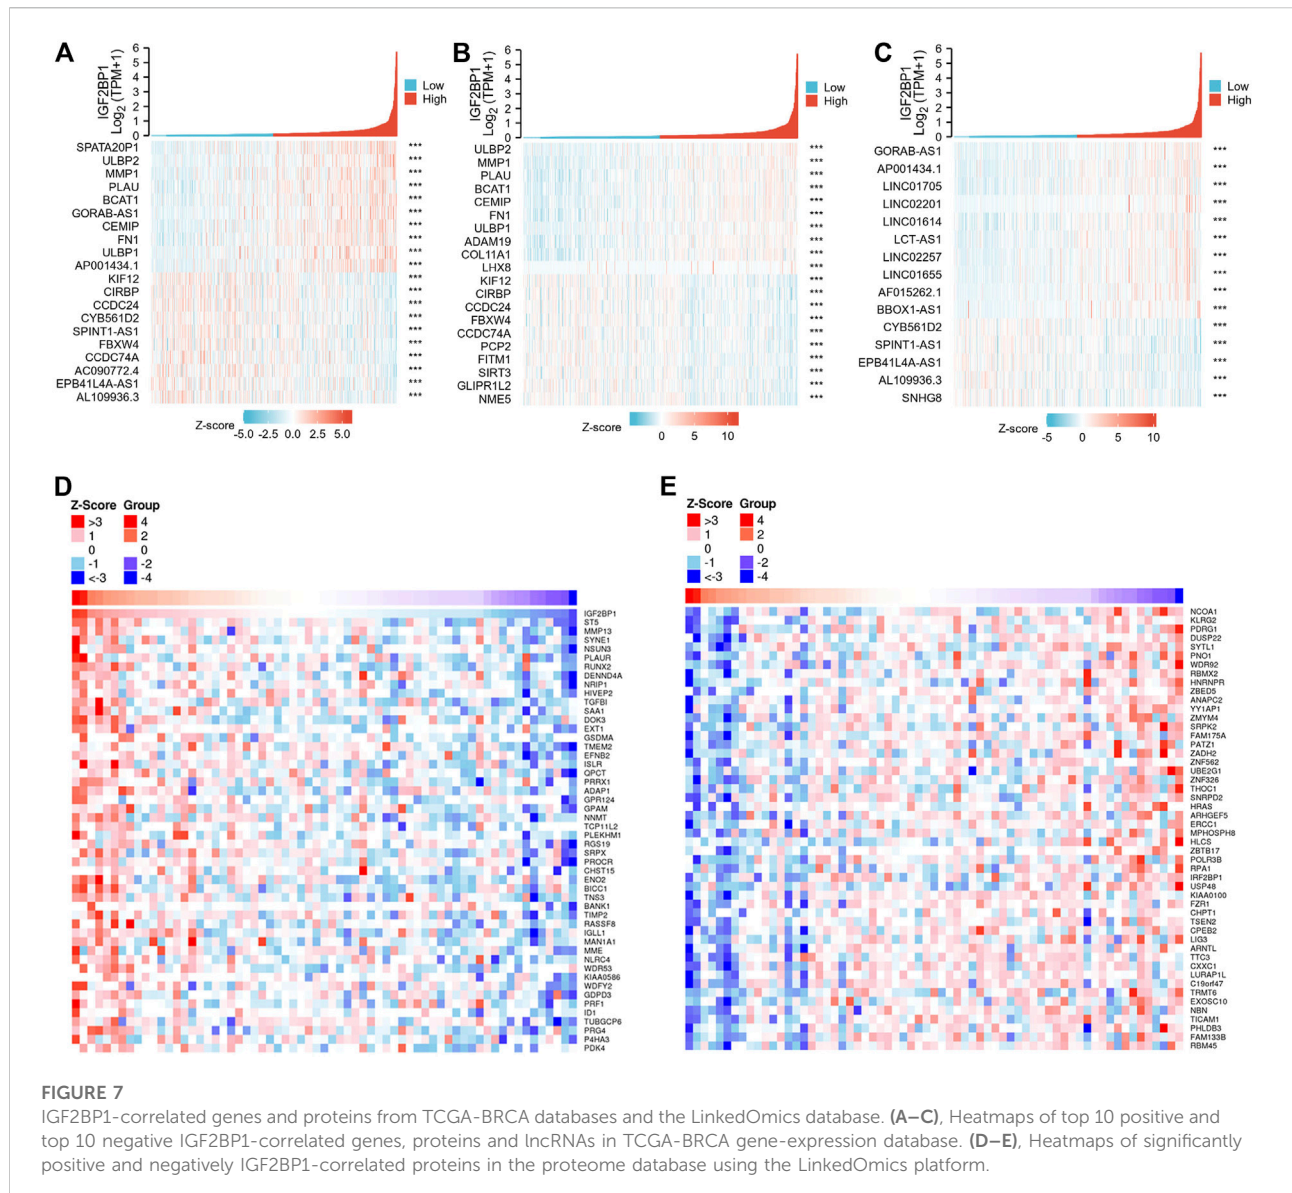 A
IGF2BP1
Log2 (TPM+1)
6
5
4
3
2
1
0
Low
High
SPATA20P1 ***
ULBP2 ***
MMP1 ***
PLAU ***
BCAT1 ***
GORAB-AS1 ***
CEMIP ***
FN1 ***
ULBP1 ***
AP001434.1 ***
KIF12 ***
CIRBP ***
CCDC24 ***
CYB561D2 ***
SPINT1-AS1 ***
FBXW4 ***
CCDC74A ***
AC090772.4 ***
EPB41L4A-AS1 ***
AL109936.3 ***
Z-score
-5.0 -2.5 0.0 2.5 5.0
B
IGF2BP1
Log2 (TPM+1)
6
5
4
3
2
1
0
Low
High
ULBP2 ***
MMP1 ***
PLAU ***
BCAT1 ***
CEMIP ***
FN1 ***
ULBP1 ***
ADAM19 ***
COL11A1 ***
LHX8 ***
KIF12 ***
CIRBP ***
CCDC24 ***
FBXW4 ***
CCDC74A ***
PCP2 ***
FITM1 ***
SIRT3 ***
GLIPR1L2 ***
NME5 ***
Z-score
0 5 10
C
IGF2BP1
Log2 (TPM+1)
6
5
4
3
2
1
0
Low
High
GORAB-AS1 ***
AP001434.1 ***
LINC01705 ***
LINC02201 ***
LINC01614 ***
LCT-AS1 ***
LINC02257 ***
LINC01655 ***
AF015262.1 ***
BBOX1-AS1 ***
CYB561D2 ***
SPINT1-AS1 ***
EPB41L4A-AS1 ***
AL109936.3 ***
SNHG8 ***
Z-score
-5 0 5 10
D
Z-Score Group
>3 4
1 2
0 0
-1 -2
<-3 -4
IGF2BP1
ST5
MMP13
SYNE1
NSUN3
PLAUR
RUNX2
DENND4A
NRIP1
HIVEP2
TGFBI
SAA1
DOK3
EXT1
GSDMA
TMEM2
EFNB2
ISLR
QPCT
PRRX1
ADAP1
GPR124
GPAM
NNMT
TCP11L2
PLEKHM1
RGS19
SRPX
PROCR
CHST15
ENO2
BICC1
TNS3
BANK1
TIMP2
RASSF8
IGLL1
MAN1A1
MME
NLRC4
WDR53
KIAA0586
WDFY2
GDPD3
PRF1
ID1
TUBGCP6
PRG4
P4HA3
PDK4
E
Z-Score Group
>3 4
1 2
0 0
-1 -2
<-3 -4
NCOA1
KLRG2
PDRG1
DUSP22
SYTL1
PNO1
WDR92
RBMX2
HNRNPR
ZBED5
ANAPC2
YY1AP1
ZMYM4
SRPK2
FAM175A
PATZ1
ZADH2
ZNF562
UBE2G1
ZNF326
THOC1
SNRPD2
HRAS
ARHGEF5
ERCC1
MPHOSPH8
HLCS
ZBTB17
POLR3B
RPA1
IRF2BP1
USP48
KIAA0100
FZR1
CHPT1
TSEN2
CPEB2
LIG3
ARNTL
TTC3
CXXC1
LURAP1L
C19orf47
TRMT6
EXOSC10
NBN
TICAM1
PHLDB3
FAM133B
RBM45
FIGURE 7
IGF2BP1-correlated genes and proteins from TCGA-BRCA databases and the LinkedOmics database. (A–C), Heatmaps of top 10 positive and
top 10 negative IGF2BP1-correlated genes, proteins and lncRNAs in TCGA-BRCA gene-expression database. (D–E), Heatmaps of significantly
positive and negatively IGF2BP1-correlated proteins in the proteome database using the LinkedOmics platform.